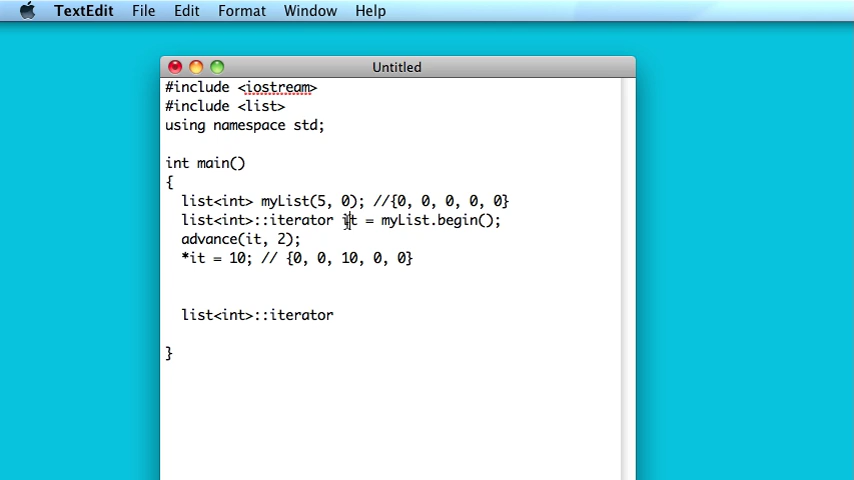 TextEdit File Edit Format Window Help
Untitled
#include <iostream>
#include <list>
using namespace std;
int main()
{
list<int> myList(5, 0); //{0, 0, 0, 0, 0}
list<int>::iterator it = myList.begin();
advance(it, 2);
*it = 10; // {0, 0, 10, 0, 0}
list<int>::iterator
}